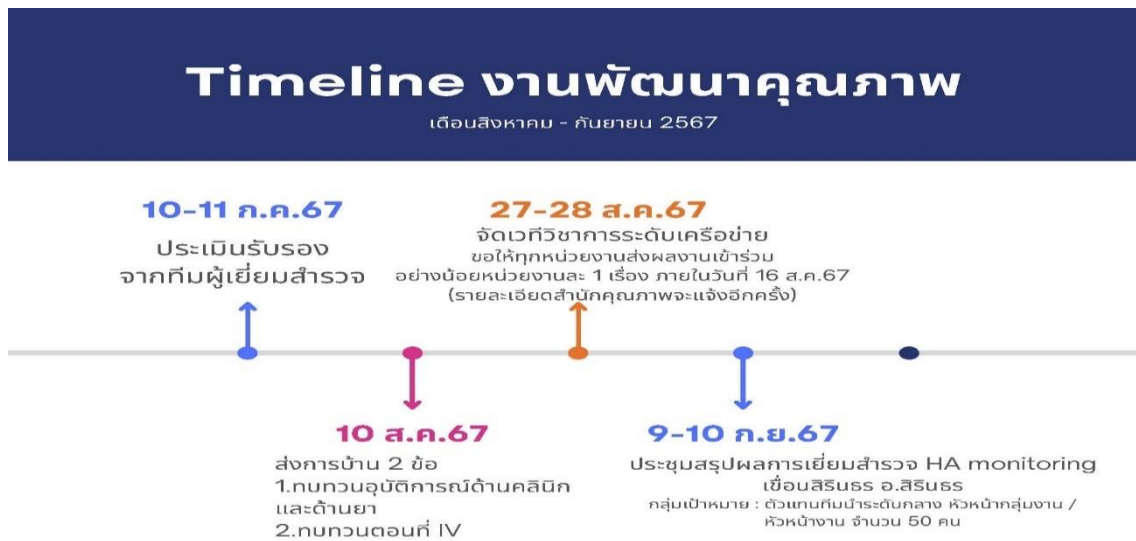 Timeline งานพัฒนาคุณภาพ
เดือนสิงหาคม - กันยายน 2567
10-11 ก.ค.67
ประเมินรับรอง
จากทีมผู้เยี่ยมสำรวจ
27-28 ส.ค.67
จัดเวทีวิชาการระดับเครือข่าย
ขอให้ทุกหน่วยงานส่งผลงานเข้าร่วม
อย่างน้อยหน่วยงานละ 1 เรื่อง ภายในวันที่ 16 ส.ค.67
(รายละเอียดสำนักคุณภาพจะแจ้งอีกครั้ง)
10 ส.ค.67
ส่งการบ้าน 2 ข้อ
1.ทบทวนอุบัติการณ์ด้านคลินิก
และด้านยา
2.ทบทวนตอนที่ IV
9-10 ก.ย.67
ประชุมสรุปผลการเยี่ยมสำรวจ HA monitoring
เขื่อนสิรินธร อ.สิรินธร
กลุ่มเป้าหมาย : ตัวแทนทีมนำระดับกลาง หัวหน้ากลุ่มงาน /
หัวหน้างาน จำนวน 50 คน